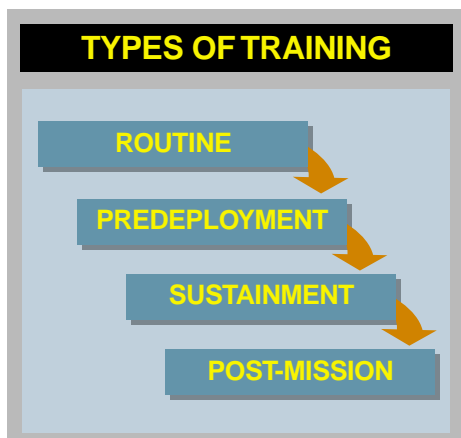 TYPES OF TRAINING
ROUTINE
PREDEPLOYMENT
SUSTAINMENT
POST-MISSION